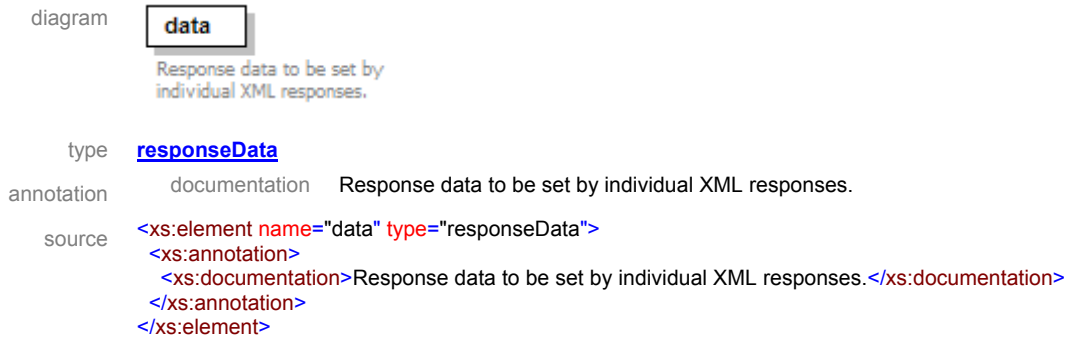 diagram
data
Response data to be set by
individual XML responses.
type responseData
annotation documentation Response data to be set by individual XML responses.
source <xs:element name="data" type="responseData">
<xs:annotation>
<xs:documentation>Response data to be set by individual XML responses.</xs:documentation>
</xs:annotation>
</xs:element>